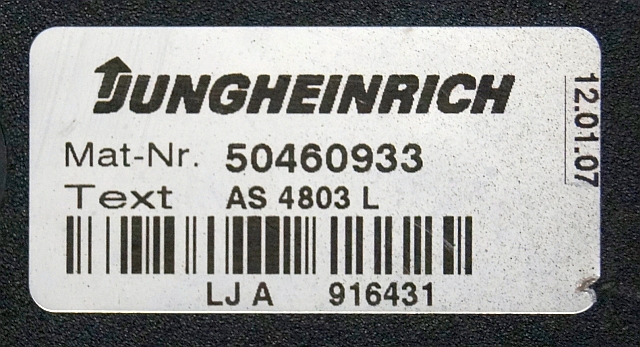 JUNGHEINRICH
Mat-Nr. 50460933
Text AS 4803 L
LJ A 916431
12.01.07